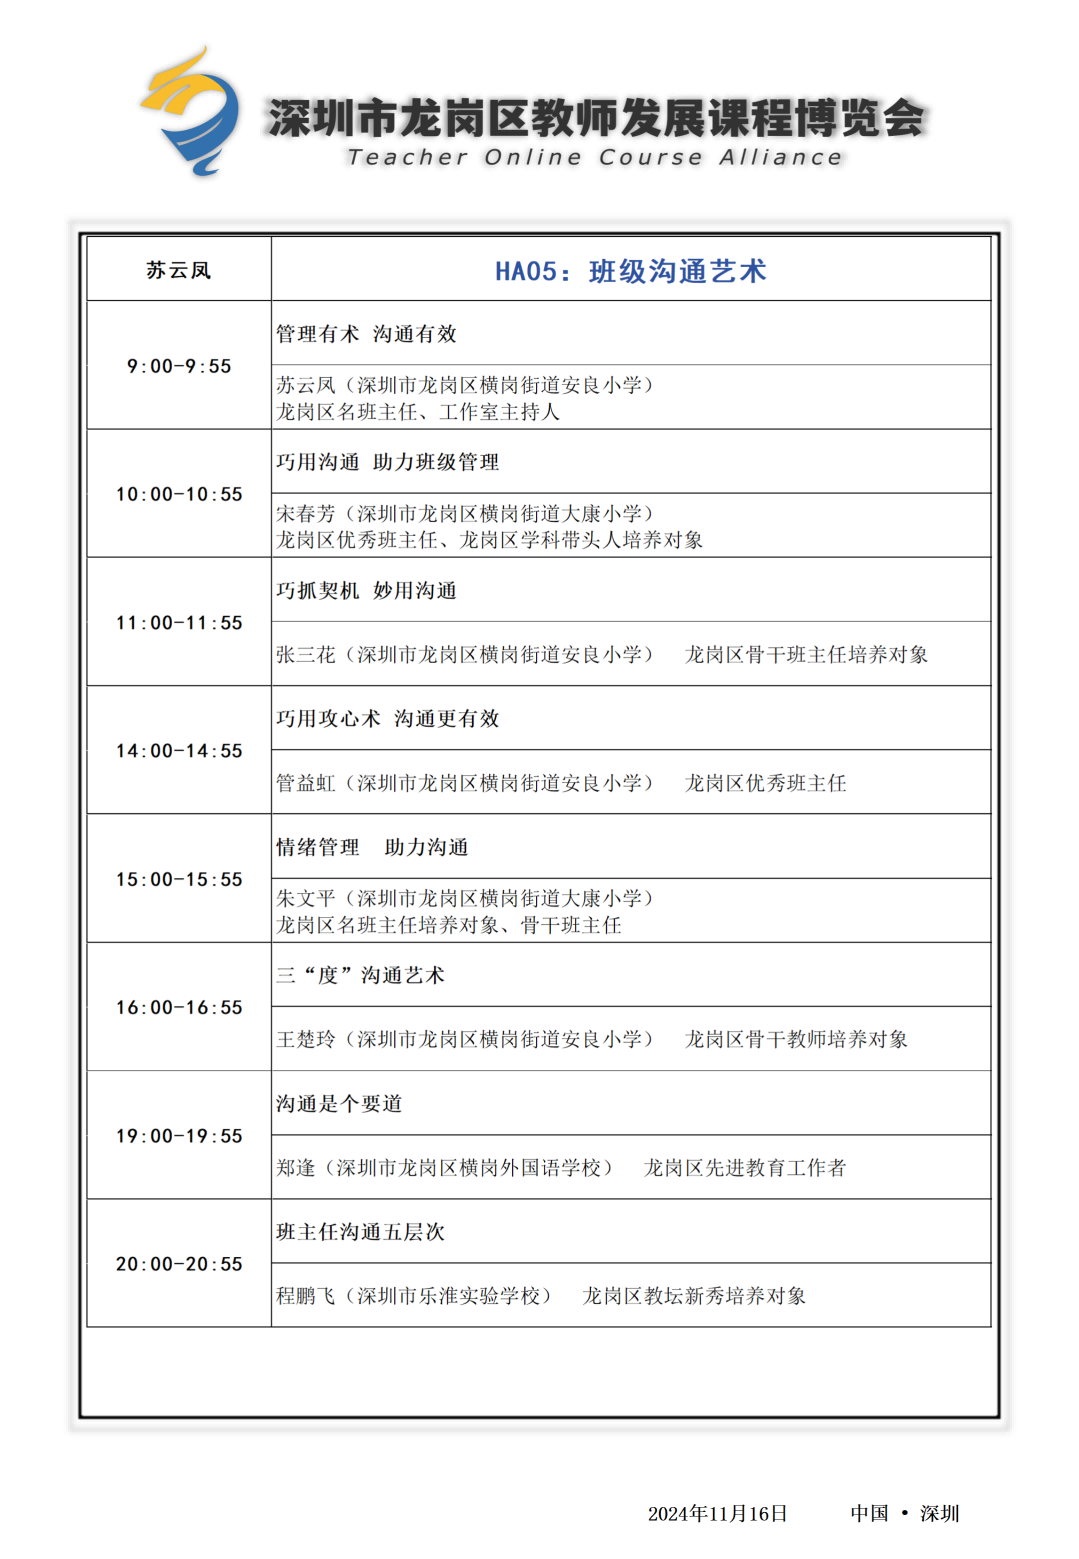 深圳市龙岗区教师发展课程博览会
Teacher Online Course Alliance
苏云凤
HA05：班级沟通艺术
9:00-9:55
管理有术 沟通有效
苏云凤（深圳市龙岗区横岗街道安良小学）
龙岗区名班主任、工作室主持人
10:00-10:55
巧用沟通 助力班级管理
宋春芳（深圳市龙岗区横岗街道大康小学）
龙岗区优秀班主任、龙岗区学科带头人培养对象
11:00-11:55
巧抓契机 妙用沟通
张三花（深圳市龙岗区横岗街道安良小学） 龙岗区骨干班主任培养对象
14:00-14:55
巧用攻心术 沟通更有效
管益虹（深圳市龙岗区横岗街道安良小学） 龙岗区优秀班主任
15:00-15:55
情绪管理 助力沟通
朱文平（深圳市龙岗区横岗街道大康小学）
龙岗区名班主任培养对象、骨干班主任
16:00-16:55
三“度”沟通艺术
王楚玲（深圳市龙岗区横岗街道安良小学） 龙岗区骨干教师培养对象
19:00-19:55
沟通是个要道
郑逢（深圳市龙岗区横岗外国语学校） 龙岗区先进教育工作者
20:00-20:55
班主任沟通五层次
程鹏飞（深圳市乐淮实验学校） 龙岗区教坛新秀培养对象
2024年11月16日 中国 • 深圳